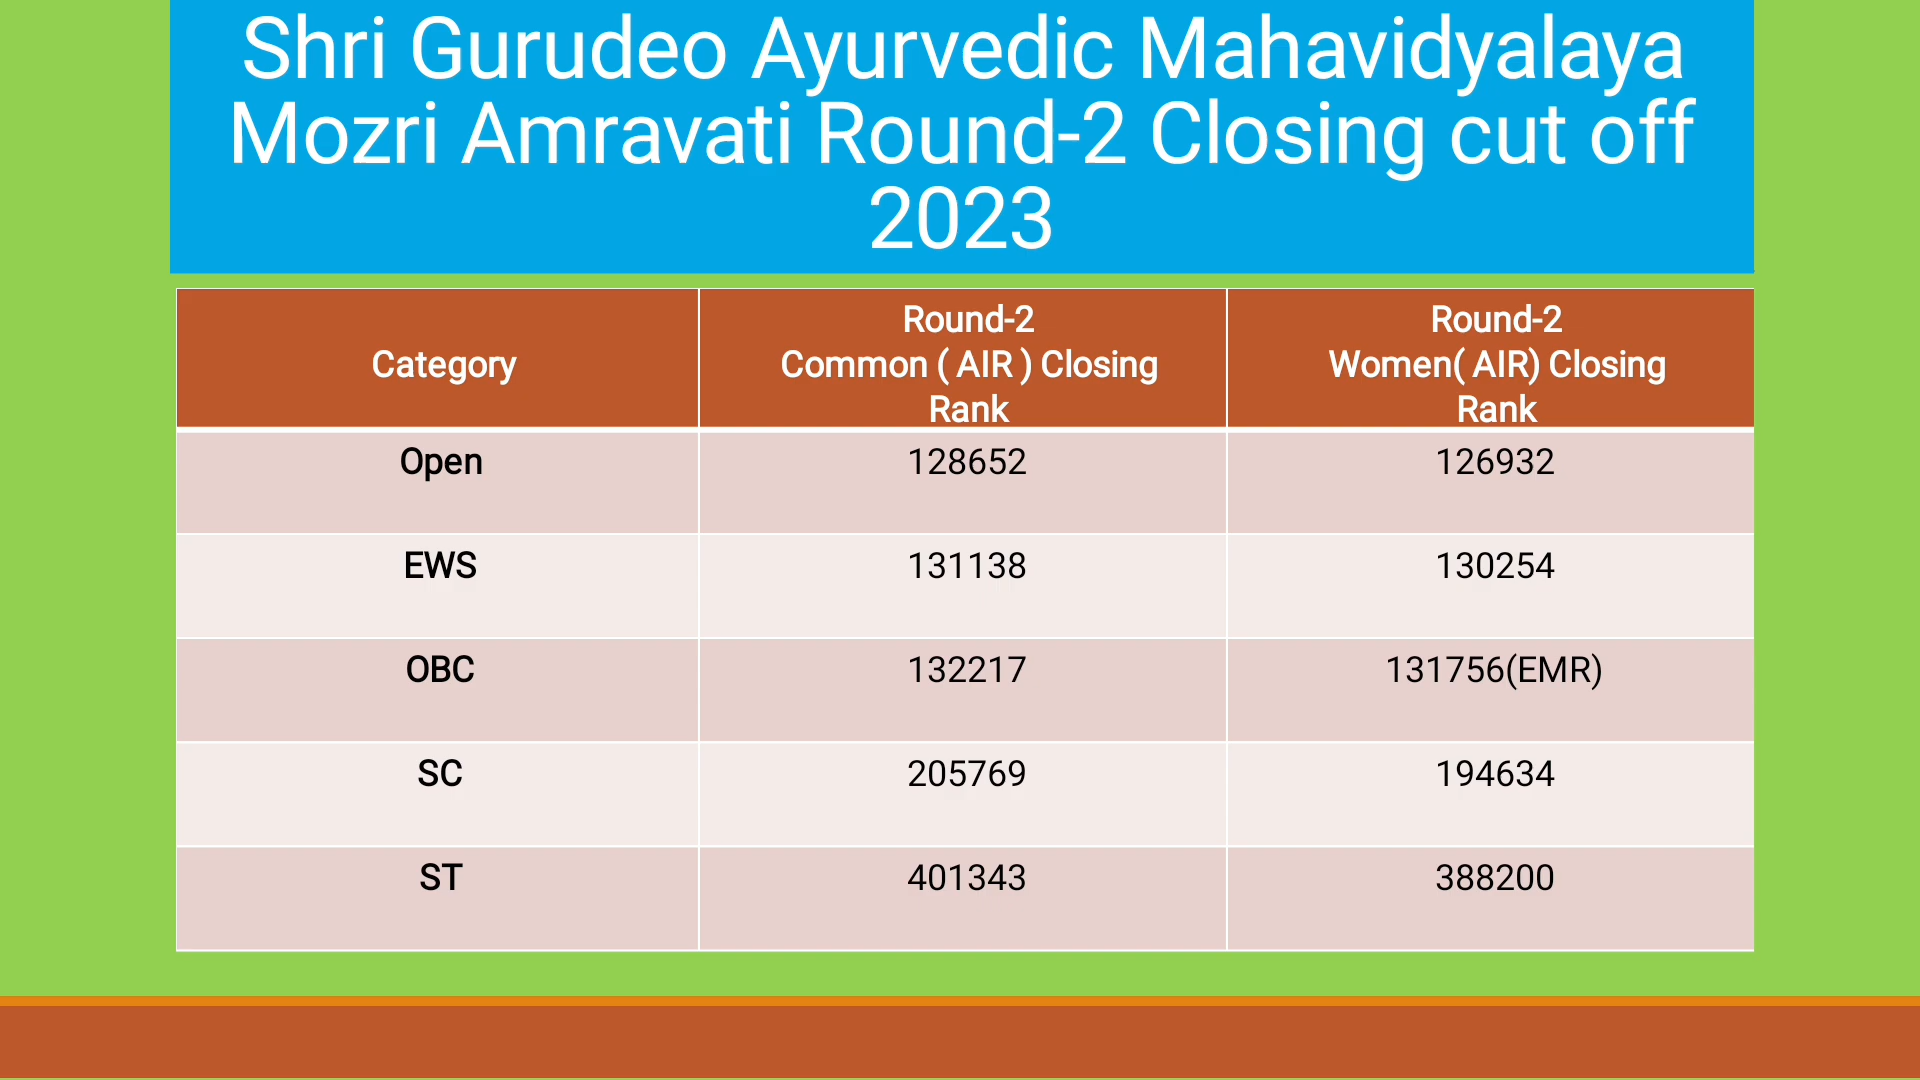 Shri Gurudeo Ayurvedic Mahavidyalaya
Mozri Amravati Round-2 Closing cut off
2023
Category
Round-2
Common ( AIR ) Closing
Rank
Round-2
Women( AIR) Closing
Rank
Open 128652 126932
EWS 131138 130254
OBC 132217 131756(EMR)
SC 205769 194634
ST 401343 388200